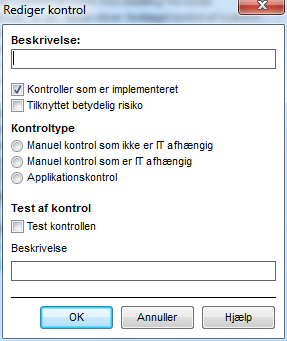 Rediger kontrol
Beskrivelse:
Kontroller som er implementeret
Tilknyttet betydelig risiko
Kontroltype
Manuel kontrol som ikke er IT afhængig
Manuel kontrol som er IT afhængig
Applikationskontrol
Test af kontrol
Test kontrollen
Beskrivelse
OK
Annuller
Hjælp